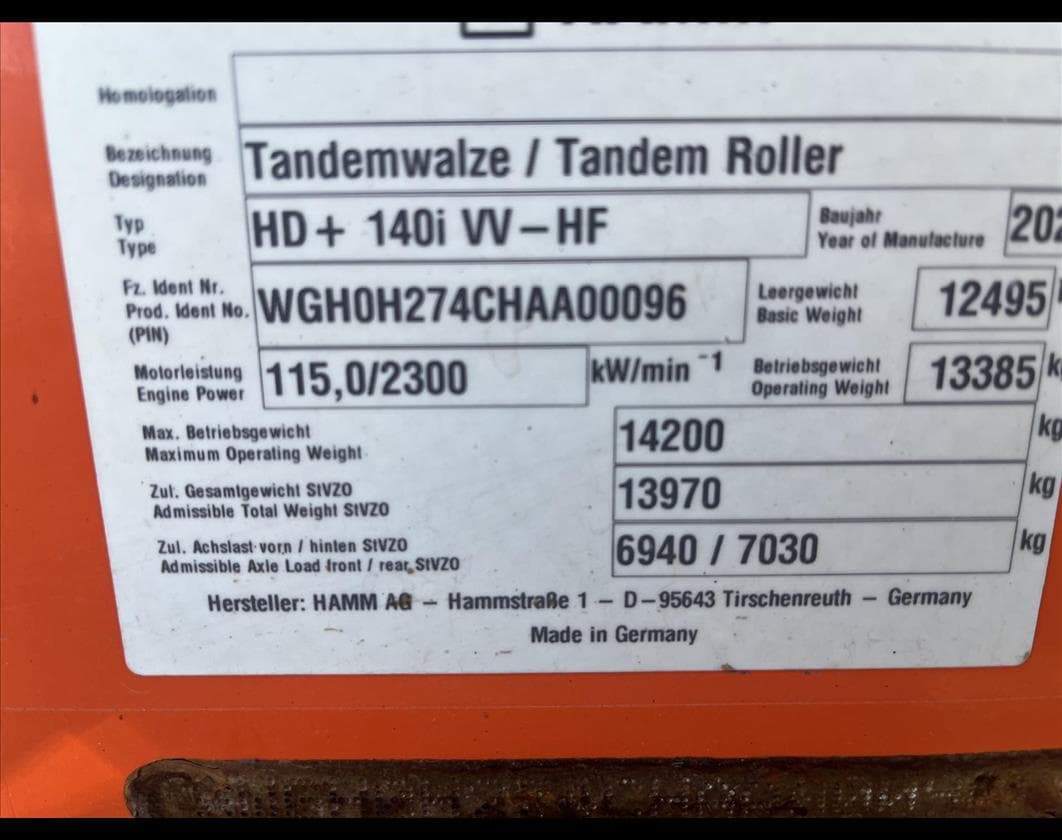 Homologation
Bezeichnung
Designation
Tandemwalze / Tandem Roller
Typ
Type
HD+ 140i VV-HF
Baujahr
Year of Manufacture
Fz. Ident Nr.
Prod. Ident No.
(PIN)
WGH0H274CHAA00096
Leergewicht
Basic Weight
12495
Motorleistung
Engine Power
115,0/2300
kW/min ⁻¹
Betriebsgewicht
Operating Weight
13385
Max. Betriebsgewicht
Maximum Operating Weight
14200
kg
Zul. Gesamtgewicht StVZO
Admissible Total Weight StVZO
13970
kg
Zul. Achslast vorn / hinten StVZO
Admissible Axle Load front / rear StVZO
6940 / 7030
kg
Hersteller: HAMM AG – Hammstraße 1 – D-95643 Tirschenreuth – Germany
Made in Germany